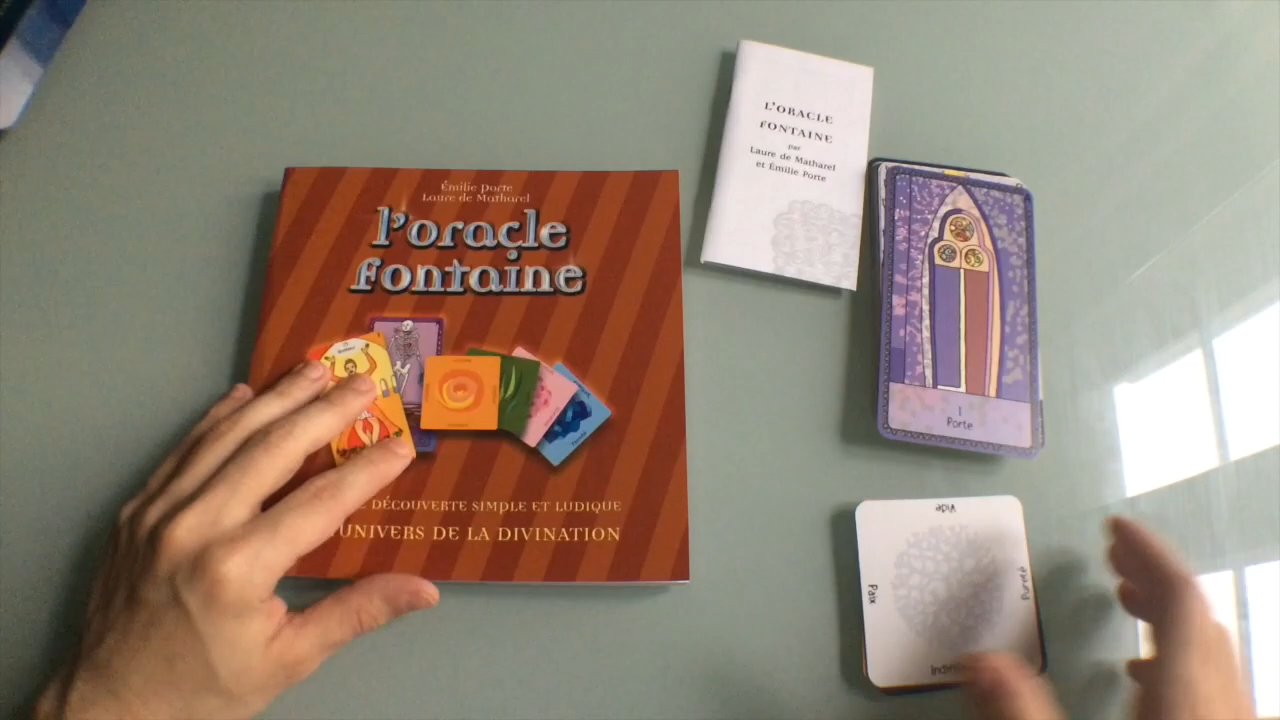 Émilie Porte
Laure de Matharel
l'oracle
fontaine
DÉCOUVERTE SIMPLE ET LUDIQUE
UNIVERS DE LA DIVINATION
L'ORACLE
FONTAINE
par
Laure de Matharel
et Émilie Porte
1
Porte
Vide
Paix
Pureté